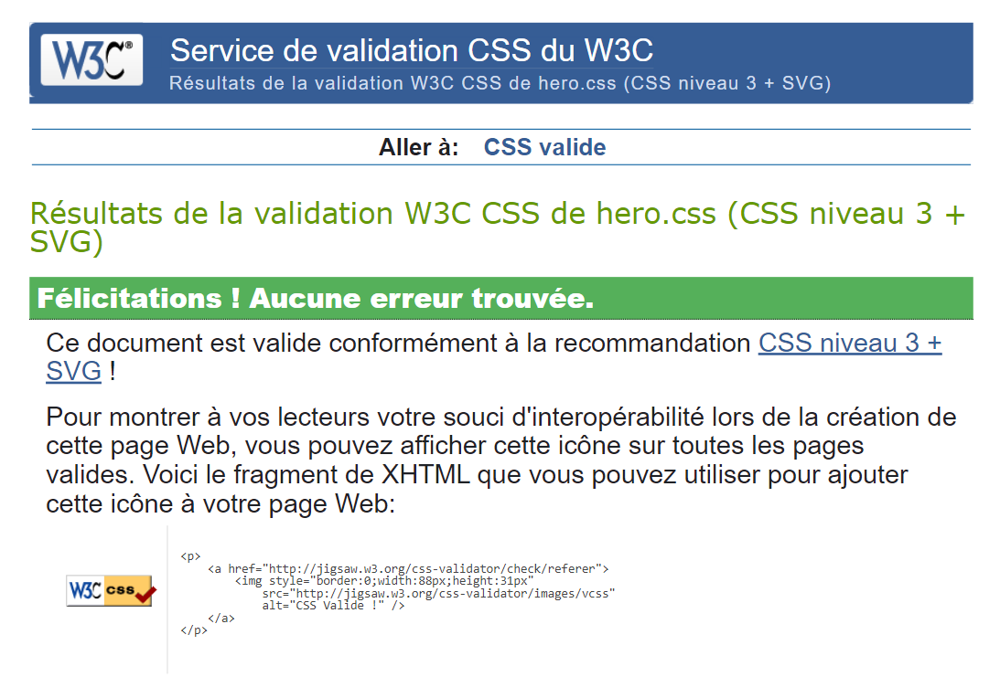 W3C® Service de validation CSS du W3C
Résultats de la validation W3C CSS de hero.css (CSS niveau 3 + SVG)
Aller à: CSS valide
Résultats de la validation W3C CSS de hero.css (CSS niveau 3 +
SVG)
Félicitations ! Aucune erreur trouvée.
Ce document est valide conformément à la recommandation CSS niveau 3 +
SVG !
Pour montrer à vos lecteurs votre souci d'interopérabilité lors de la création de
cette page Web, vous pouvez afficher cette icône sur toutes les pages
valides. Voici le fragment de XHTML que vous pouvez utiliser pour ajouter
cette icône à votre page Web:
W3C css
<p>
    <a href="http://jigsaw.w3.org/css-validator/check/referer">
        <img style="border:0;width:88px;height:31px"
            src="http://jigsaw.w3.org/css-validator/images/vcss"
            alt="CSS Valide !" />
    </a>
</p>